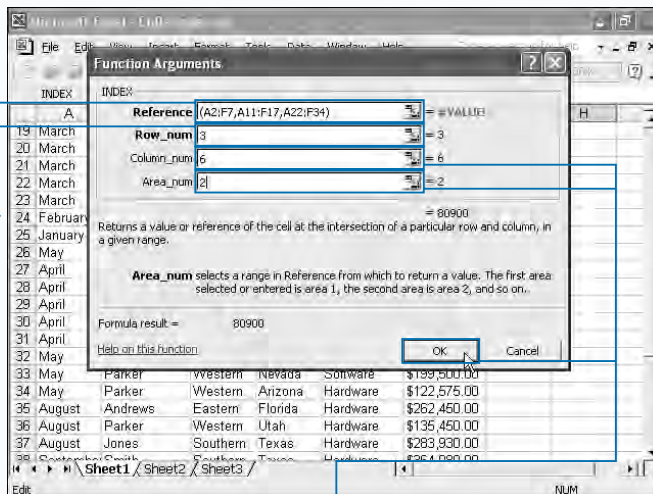 File Edit View Insert Format Tools Data Window Help
Function Arguments
INDEX
INDEX
Reference (A2:F7,A11:F17,A22:F34) = #VALUE!
Row_num 3 = 3
Column_num 6 = 6
Area_num 2 = 2
= 80900
Returns a value or reference of the cell at the intersection of a particular row and column, in
a given range.
Area_num selects a range in Reference from which to return a value. The first area
selected or entered is area 1, the second area is area 2, and so on..
Formula result = 80900
Help on this function OK Cancel
A H
19 March
20 March
21 March
22 March
23 March
24 February
25 January
26 May
27 April
28 April
29 April
30 April
31 April
32 May
33 May Parker Western Nevada Software $199,500.00
34 May Parker Western Arizona Hardware $122,575.00
35 August Andrews Eastern Florida Hardware $262,450.00
36 August Parker Western Utah Hardware $135,450.00
37 August Jones Southern Texas Hardware $283,930.00
Sheet1 Sheet2 Sheet3
Edit NUM